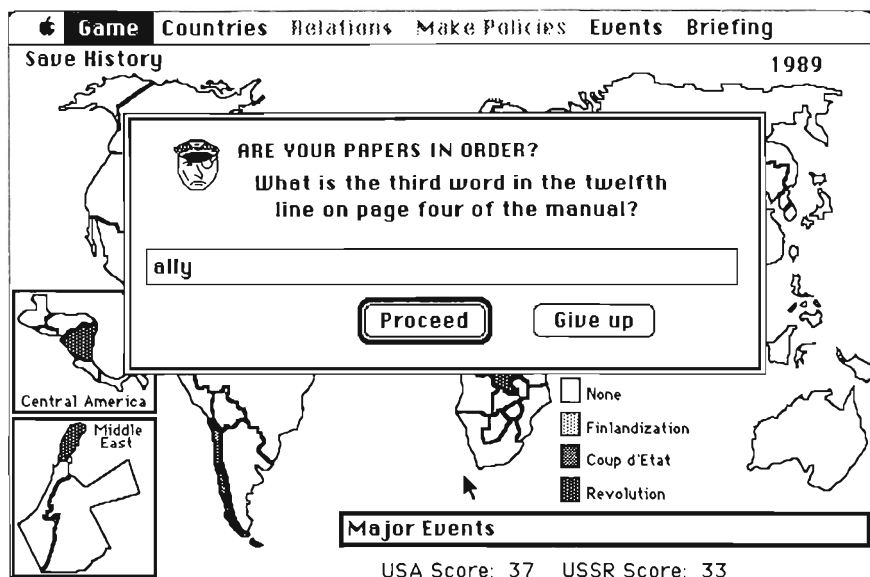 Game Countries Relations Make Policies Events Briefing
Save History
1989
ARE YOUR PAPERS IN ORDER?
What is the third word in the twelfth
line on page four of the manual?
ally
Proceed Give up
Central America
Middle
East
None
Finlandization
Coup d'Etat
Revolution
Major Events
USA Score: 37 USSR Score: 33